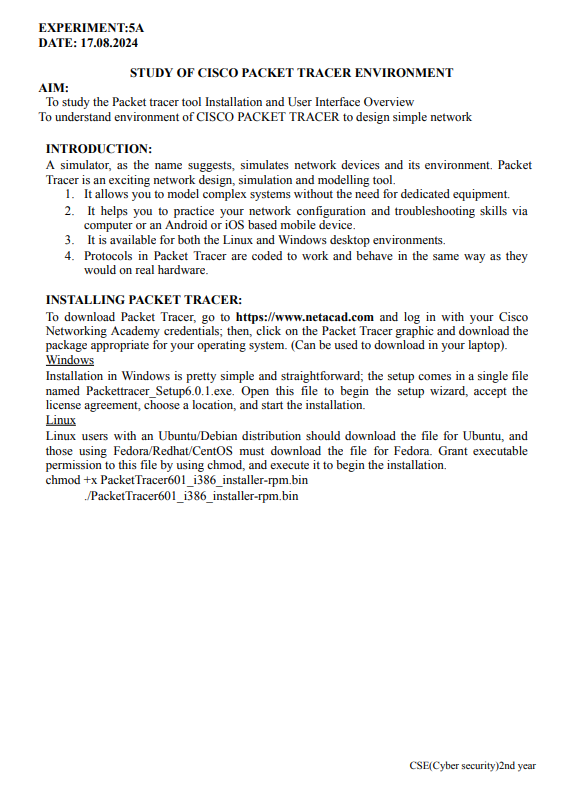 EXPERIMENT:5A
DATE: 17.08.2024
STUDY OF CISCO PACKET TRACER ENVIRONMENT
AIM:
To study the Packet tracer tool Installation and User Interface Overview
To understand environment of CISCO PACKET TRACER to design simple network
INTRODUCTION:
A simulator, as the name suggests, simulates network devices and its environment. Packet
Tracer is an exciting network design, simulation and modelling tool.
1. It allows you to model complex systems without the need for dedicated equipment.
2. It helps you to practice your network configuration and troubleshooting skills via
computer or an Android or iOS based mobile device.
3. It is available for both the Linux and Windows desktop environments.
4. Protocols in Packet Tracer are coded to work and behave in the same way as they
would on real hardware.
INSTALLING PACKET TRACER:
To download Packet Tracer, go to https://www.netacad.com and log in with your Cisco
Networking Academy credentials; then, click on the Packet Tracer graphic and download the
package appropriate for your operating system. (Can be used to download in your laptop).
Windows
Installation in Windows is pretty simple and straightforward; the setup comes in a single file
named Packettracer_Setup6.0.1.exe. Open this file to begin the setup wizard, accept the
license agreement, choose a location, and start the installation.
Linux
Linux users with an Ubuntu/Debian distribution should download the file for Ubuntu, and
those using Fedora/Redhat/CentOS must download the file for Fedora. Grant executable
permission to this file by using chmod, and execute it to begin the installation.
chmod +x PacketTracer601_i386_installer-rpm.bin
./PacketTracer601_i386_installer-rpm.bin
CSE(Cyber security)2nd year